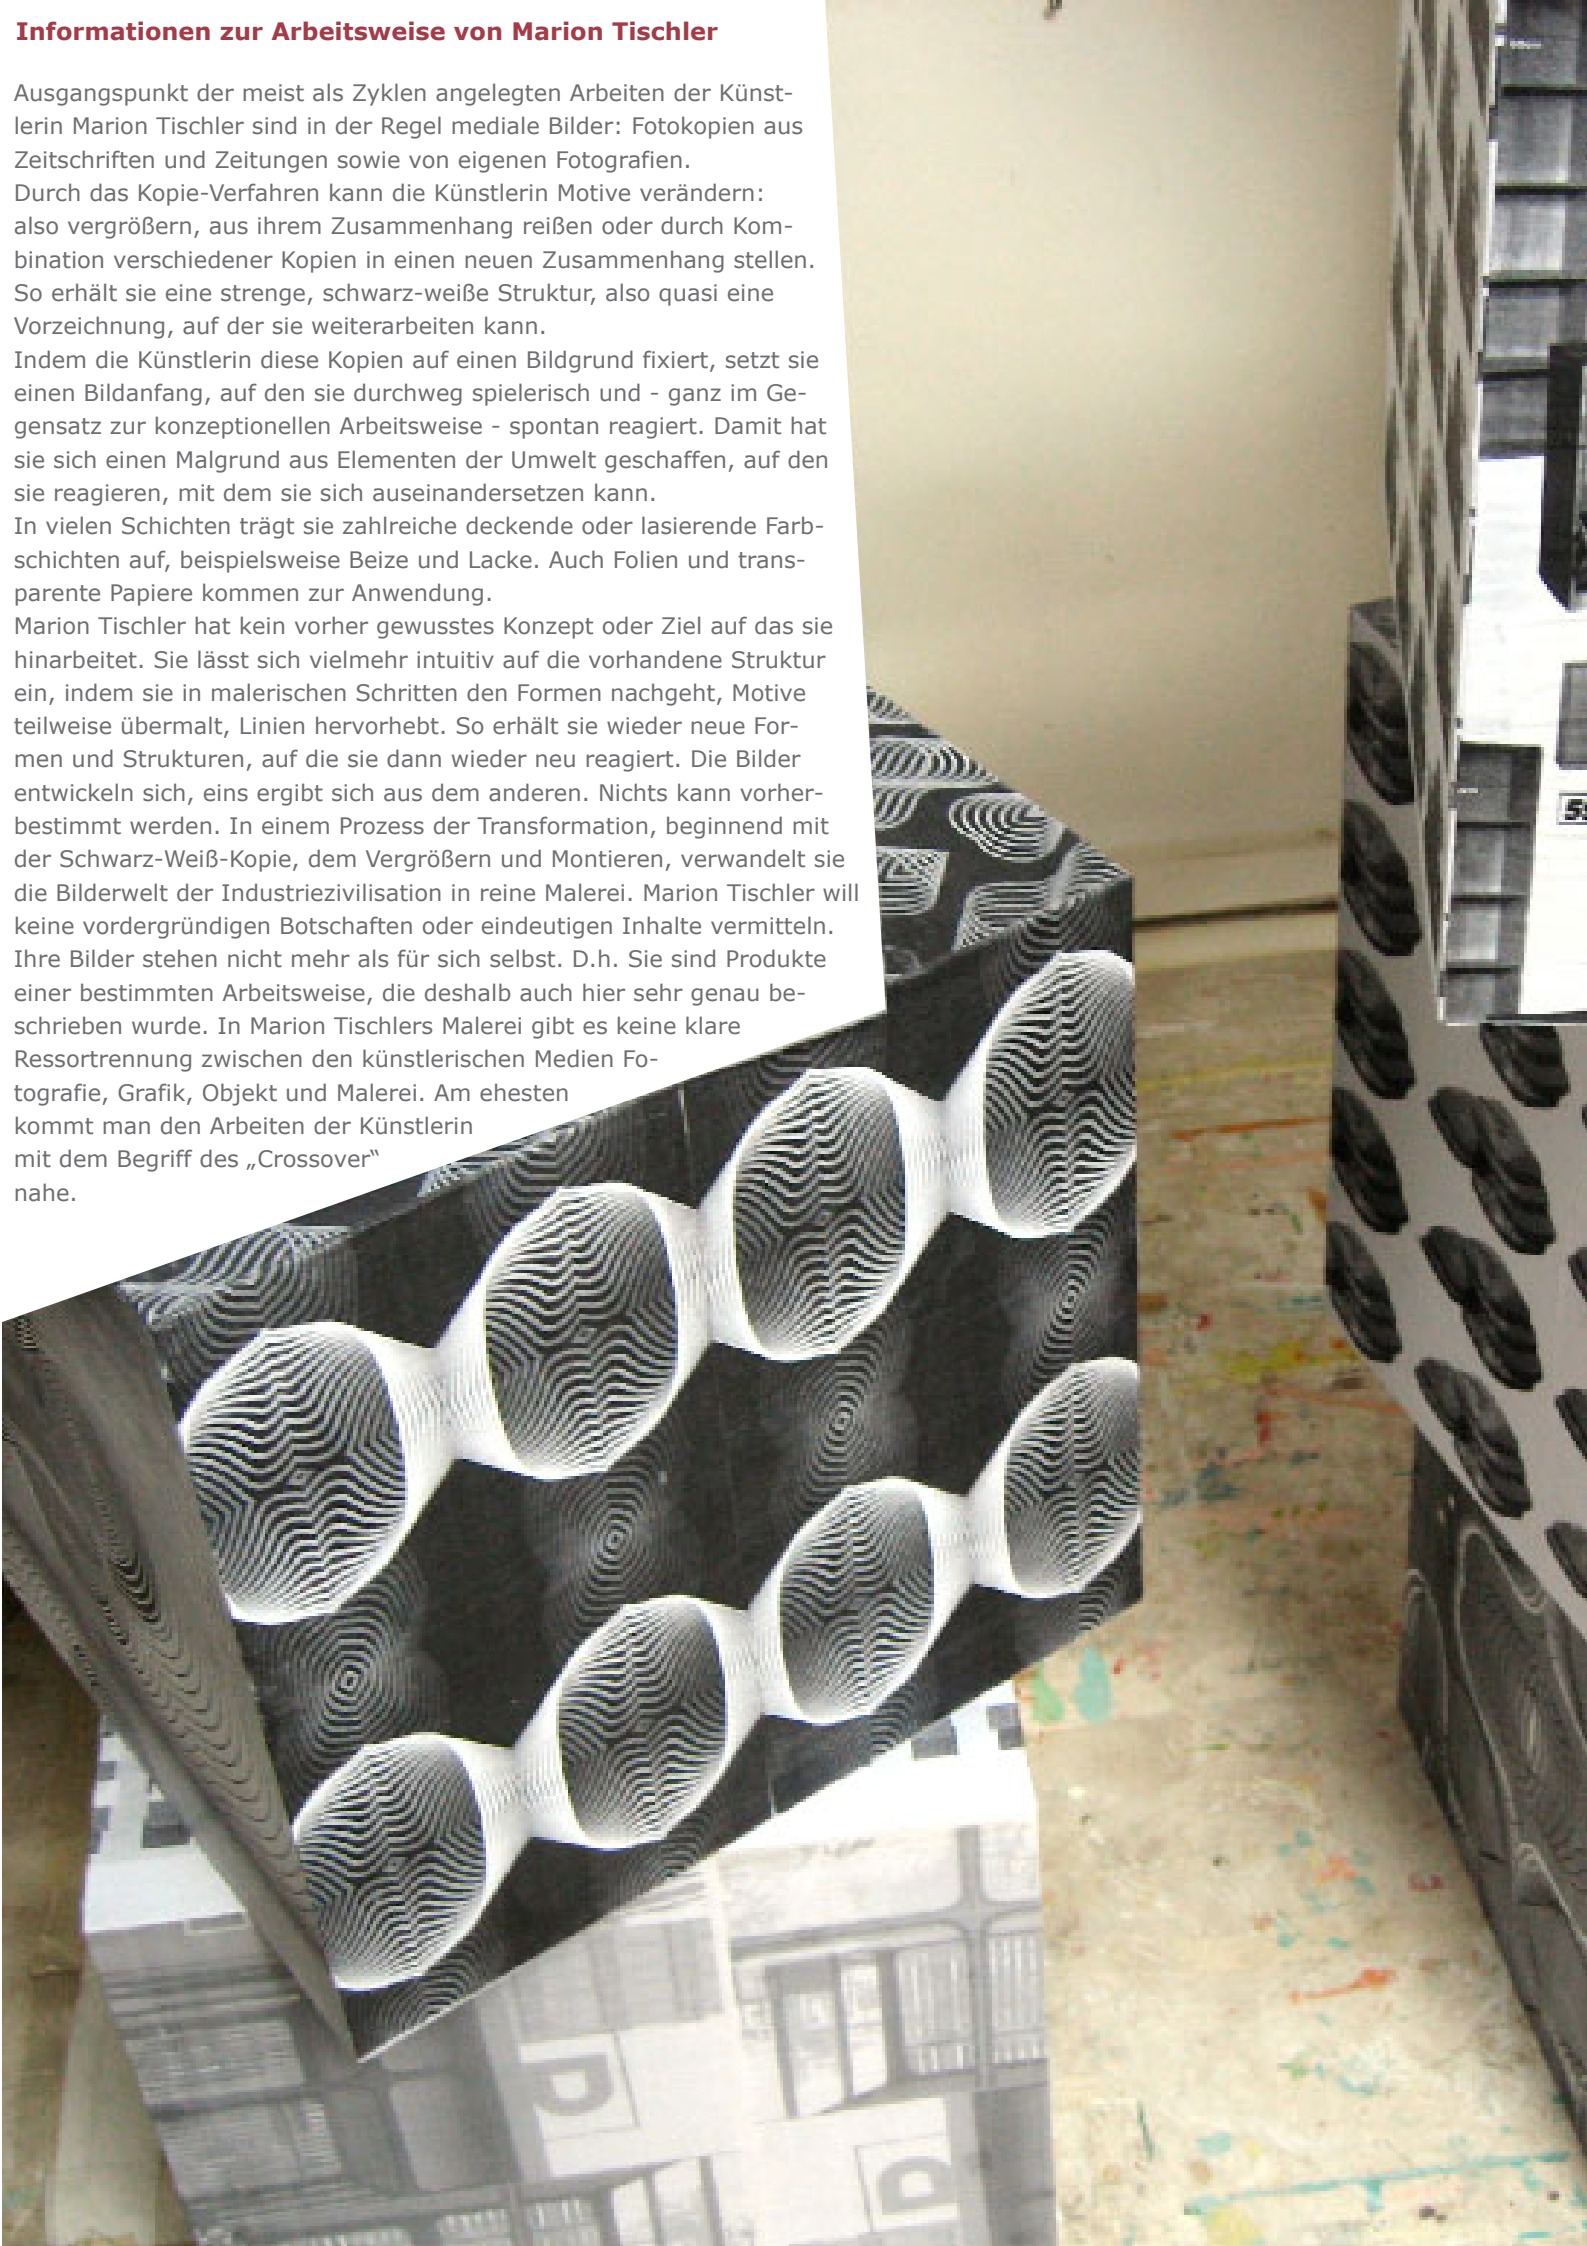 Informationen zur Arbeitsweise von Marion Tischler
Ausgangspunkt der meist als Zyklen angelegten Arbeiten der Künst-
lerin Marion Tischler sind in der Regel mediale Bilder: Fotokopien aus
Zeitschriften und Zeitungen sowie von eigenen Fotografien.
Durch das Kopie-Verfahren kann die Künstlerin Motive verändern:
also vergrößern, aus ihrem Zusammenhang reißen oder durch Kom-
bination verschiedener Kopien in einen neuen Zusammenhang stellen.
So erhält sie eine strenge, schwarz-weiße Struktur, also quasi eine
Vorzeichnung, auf der sie weiterarbeiten kann.
Indem die Künstlerin diese Kopien auf einen Bildgrund fixiert, setzt sie
einen Bildanfang, auf den sie durchweg spielerisch und - ganz im Ge-
gensatz zur konzeptionellen Arbeitsweise - spontan reagiert. Damit hat
sie sich einen Malgrund aus Elementen der Umwelt geschaffen, auf den
sie reagieren, mit dem sie sich auseinandersetzen kann.
In vielen Schichten trägt sie zahlreiche deckende oder lasierende Farb-
schichten auf, beispielsweise Beize und Lacke. Auch Folien und trans-
parente Papiere kommen zur Anwendung.
Marion Tischler hat kein vorher gewusstes Konzept oder Ziel auf das sie
hinarbeitet. Sie lässt sich vielmehr intuitiv auf die vorhandene Struktur
ein, indem sie in malerischen Schritten den Formen nachgeht, Motive
teilweise übermalt, Linien hervorhebt. So erhält sie wieder neue For-
men und Strukturen, auf die sie dann wieder neu reagiert. Die Bilder
entwickeln sich, eins ergibt sich aus dem anderen. Nichts kann vorher-
bestimmt werden. In einem Prozess der Transformation, beginnend mit
der Schwarz-Weiß-Kopie, dem Vergrößern und Montieren, verwandelt sie
die Bilderwelt der Industriezivilisation in reine Malerei. Marion Tischler will
keine vordergründigen Botschaften oder eindeutigen Inhalte vermitteln.
Ihre Bilder stehen nicht mehr als für sich selbst. D.h. Sie sind Produkte
einer bestimmten Arbeitsweise, die deshalb auch hier sehr genau be-
schrieben wurde. In Marion Tischlers Malerei gibt es keine klare
Ressortrennung zwischen den künstlerischen Medien Fo-
tografie, Grafik, Objekt und Malerei. Am ehesten
kommt man den Arbeiten der Künstlerin
mit dem Begriff des „Crossover“
nahe.